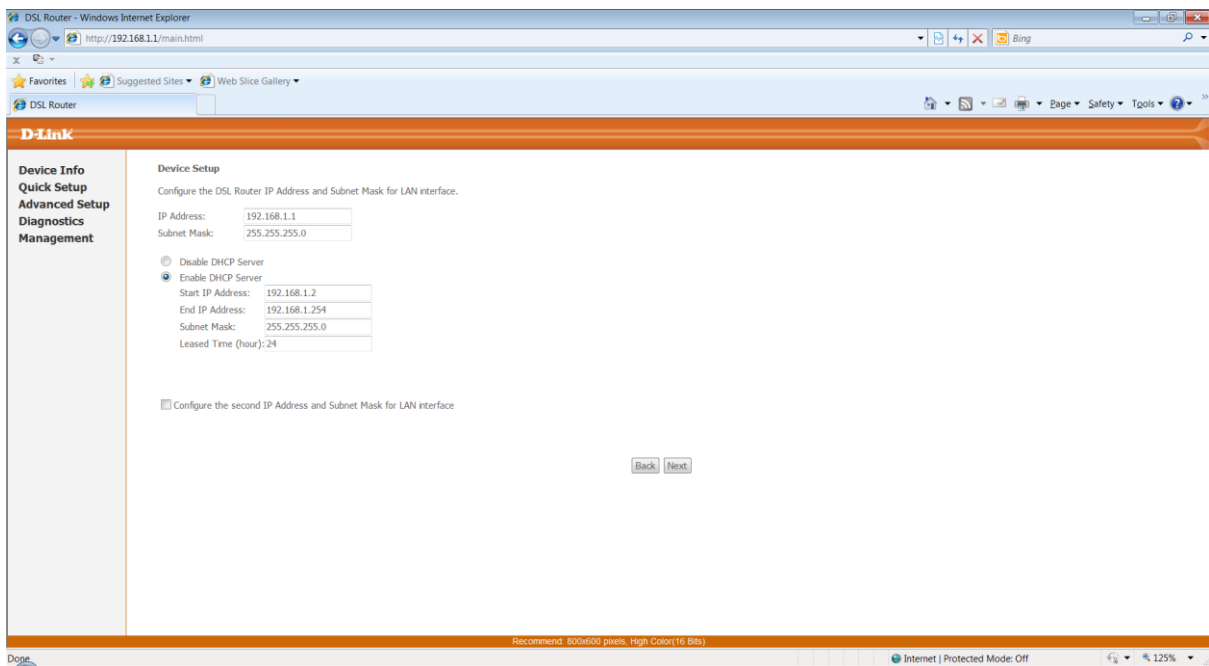 DSL Router - Windows Internet Explorer
http://192.168.1.1/main.html
Bing
x
Favorites Suggested Sites Web Slice Gallery
DSL Router
Page Safety Tools
D-Link
Device Info
Quick Setup
Advanced Setup
Diagnostics
Management
Device Setup
Configure the DSL Router IP Address and Subnet Mask for LAN interface.
IP Address: 192.168.1.1
Subnet Mask: 255.255.255.0
Disable DHCP Server
Enable DHCP Server
Start IP Address: 192.168.1.2
End IP Address: 192.168.1.254
Subnet Mask: 255.255.255.0
Leased Time (hour): 24
Configure the second IP Address and Subnet Mask for LAN interface
Back Next
Recommend: 800x600 pixels, High Color(16 Bits)
Done Internet | Protected Mode: Off 125%